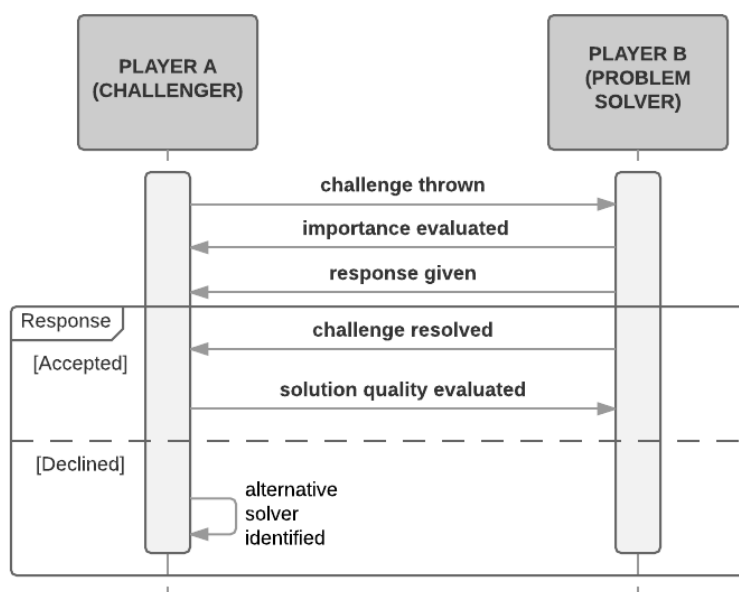 PLAYER A
(CHALLENGER)
PLAYER B
(PROBLEM
SOLVER)
challenge thrown
importance evaluated
response given
Response
challenge resolved
[Accepted]
solution quality evaluated
[Declined]
alternative
solver
identified